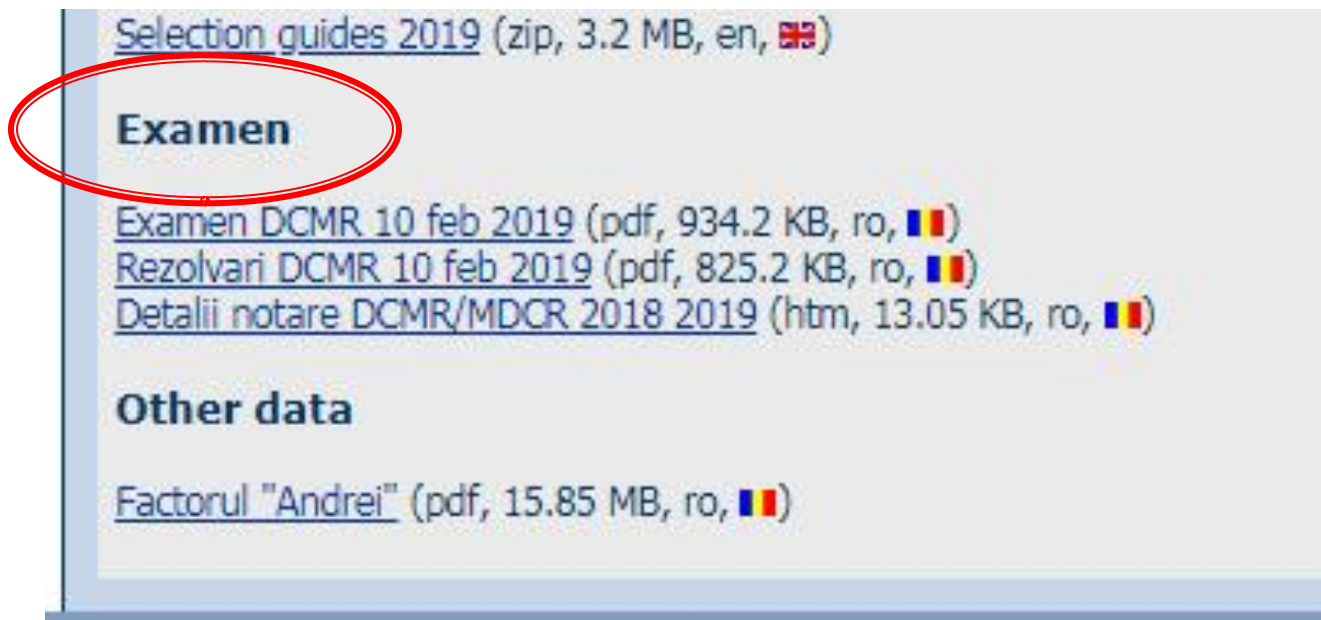 Selection guides 2019 (zip, 3.2 MB, en, )
Examen
Examen DCMR 10 feb 2019 (pdf, 934.2 KB, ro, )
Rezolvari DCMR 10 feb 2019 (pdf, 825.2 KB, ro, )
Detalii notare DCMR/MDCR 2018 2019 (htm, 13.05 KB, ro, )
Other data
Factorul "Andrei" (pdf, 15.85 MB, ro, )